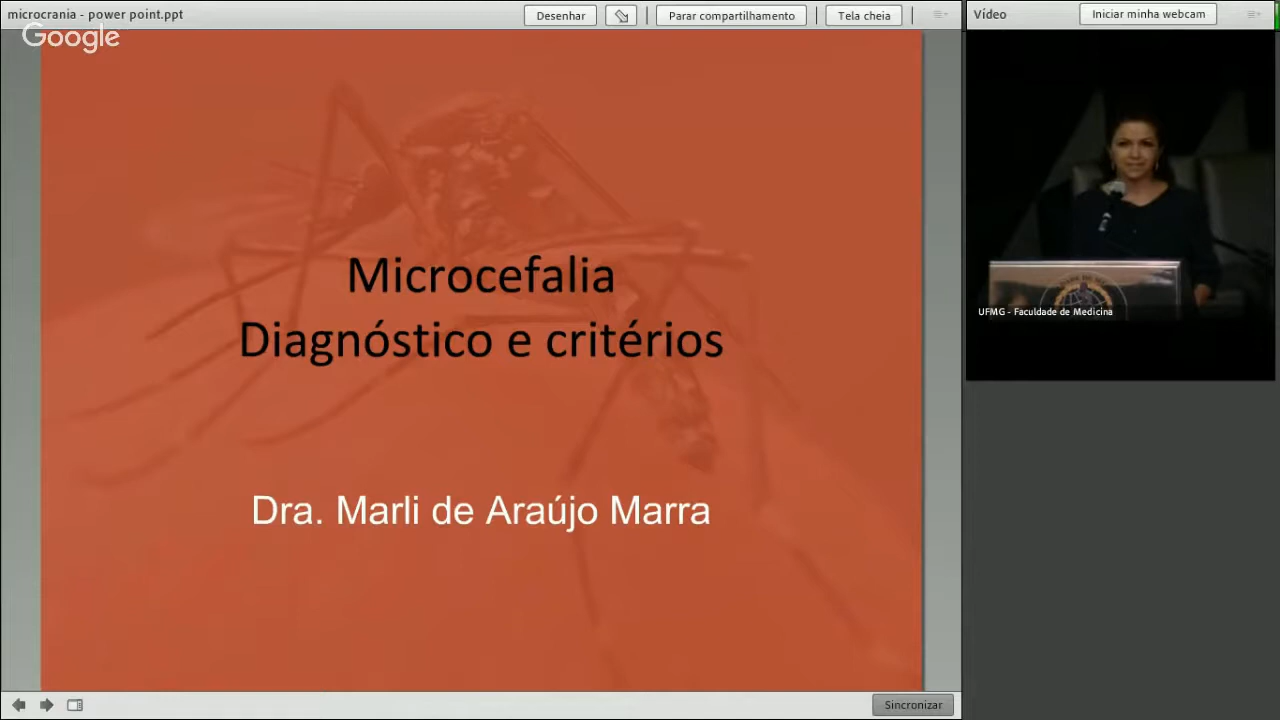 microcrania - power point.ppt
Desenhar
Parar compartilhamento
Tela cheia
Vídeo
Iniciar minha webcam
Google
Microcefalia
Diagnóstico e critérios
Dra. Marli de Araújo Marra
UFMG - Faculdade de Medicina
Sincronizar